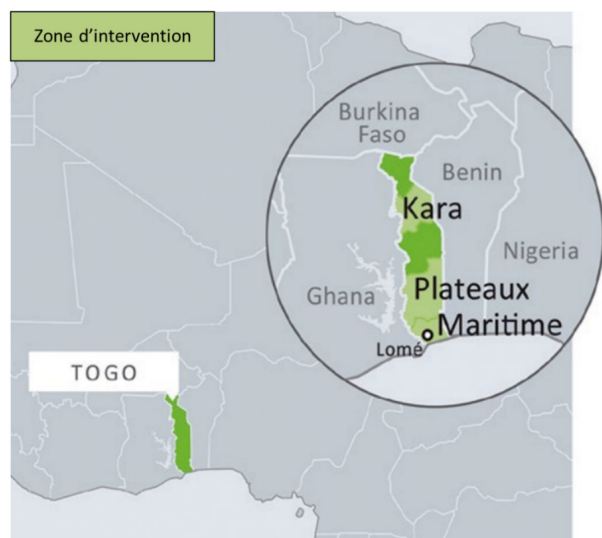 Zone d'intervention
Burkina
Faso
Benin
Kara
Nigeria
Ghana
Plateaux
Maritime
Lomé
TOGO